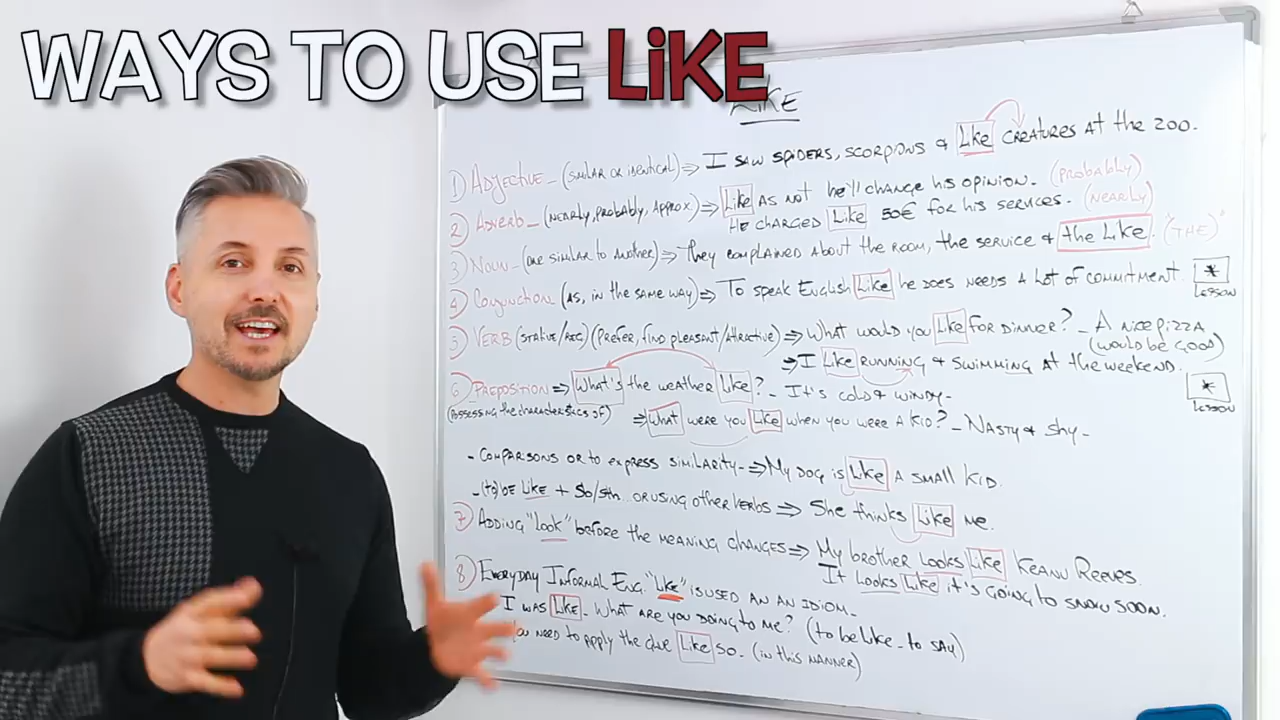 WAYS TO USE LiKE
LiKE
1) ADJECTIVE - (SIMILAR OR IDENTICAL) => I SAW SPIDERS, SCORPIONS & Like CREATURES AT THE ZOO.
2) ADVERB - (NEARLY, PROBABLY, APPROX.) => Like AS NOT he'll CHANGE HIS OPINION. (PROBABLY)
HE CHARGED Like 50€ FOR HIS SERVICES. (NEARLY)
3) NOUN - (ONE SIMILAR TO ANOTHER) => They COMPLAINED ABOUT THE ROOM, THE SERVICE & the Like. "(THE)"
4) CONJUNCTION (AS, IN THE SAME WAY) => To SPEAK ENGLISH Like HE DOES NEEDS A LOT OF COMMITMENT.
* LESSON
5) VERB (STATIVE/REG) (PREFER, FIND PLEASANT/ATTRACTIVE) => What WOULD YOU Like FOR DINNER? - A NICE PIZZA
(WOULD BE GOOD)
=> I Like RUNNING & SWIMMING AT THE WEEKEND.
6) PREPOSITION => What's the WEATHER Like? - IT'S COLD & WINDY -
* LESSON
(ASSESSING THE CHARACTERISTICS OF) => What WERE YOU Like WHEN YOU WERE A KID? - NASTY & SHY -
- COMPARISONS OR TO EXPRESS SIMILARITY - => MY DOG IS Like A SMALL KID.
- (TO) BE LIKE + SO/STH. OR USING OTHER VERBS => SHE THINKS Like ME.
7) ADDING "LOOK" BEFORE THE MEANING CHANGES => MY BROTHER LOOKS Like KEANU REEVES.
IT LOOKS Like IT'S GOING TO SNOW SOON.
8) EVERYDAY INFORMAL ENG. "LIKE" IS USED AN AN IDIOM -
I WAS Like - WHAT ARE YOU DOING TO ME? (TO BE LIKE - TO SAY)
YOU NEED TO APPLY THE GLUE Like SO. (IN THIS MANNER)